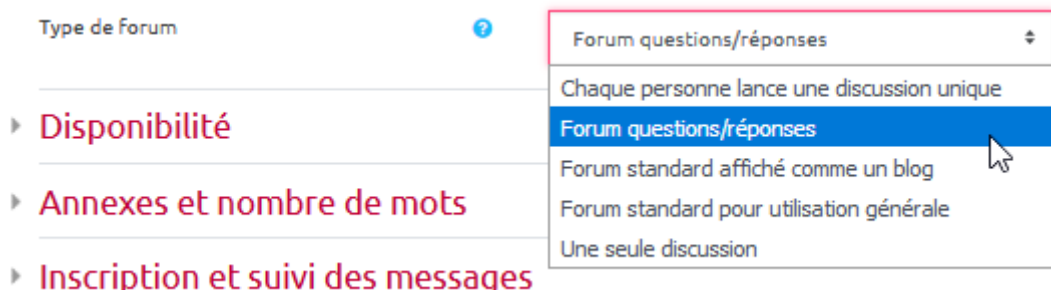 Type de forum
Forum questions/réponses
Chaque personne lance une discussion unique
Forum questions/réponses
Forum standard affiché comme un blog
Forum standard pour utilisation générale
Une seule discussion
Disponibilité
Annexes et nombre de mots
Inscription et suivi des messages